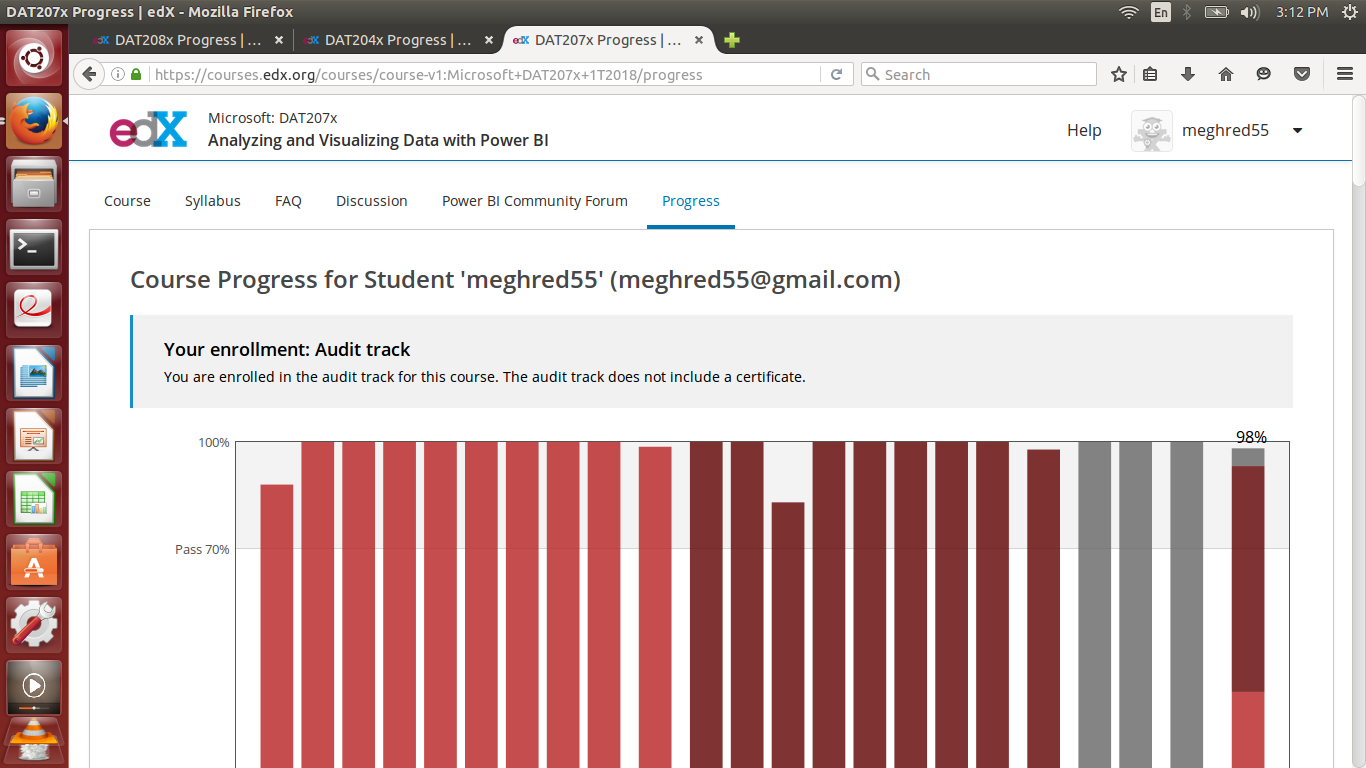 DAT207x Progress | edX - Mozilla Firefox
En
3:12 PM
edX DAT208x Progress | ...
edX DAT204x Progress | ...
edX DAT207x Progress | ...
https://courses.edx.org/courses/course-v1:Microsoft+DAT207x+1T2018/progress
Search
edX
Microsoft: DAT207x
Analyzing and Visualizing Data with Power BI
Help
meghred55
Course
Syllabus
FAQ
Discussion
Power BI Community Forum
Progress
Course Progress for Student 'meghred55' (meghred55@gmail.com)
Your enrollment: Audit track
You are enrolled in the audit track for this course. The audit track does not include a certificate.
98%
100%
Pass 70%